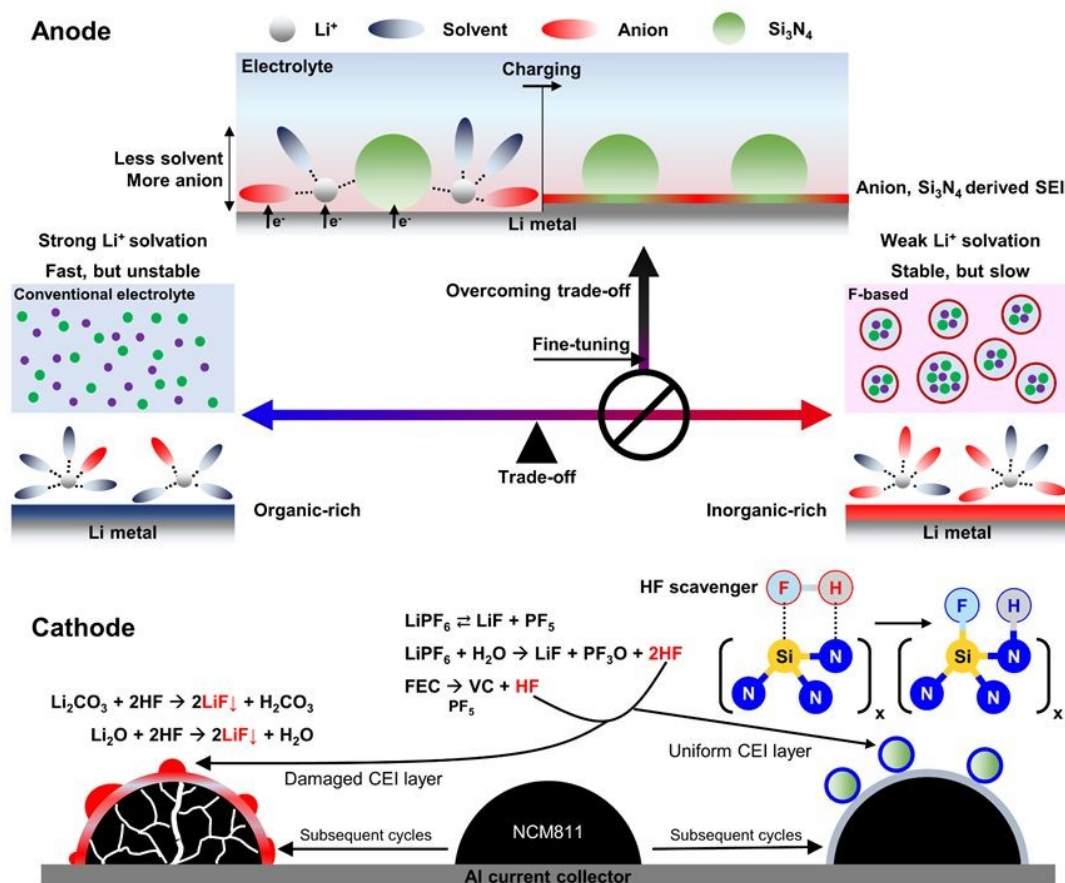 Anode
Li⁺
Solvent
Anion
Si₃N₄
Electrolyte
Charging
Less solvent
More anion
e⁻
e⁻
e⁻
Li metal
Anion, Si₃N₄ derived SEI
Strong Li⁺ solvation
Fast, but unstable
Conventional electrolyte
Weak Li⁺ solvation
Stable, but slow
F-based
Overcoming trade-off
Fine-tuning
Trade-off
Organic-rich
Li metal
Inorganic-rich
Li metal
Cathode
HF scavenger
F
H
Si
N
N
N
x
F
H
Si
N
N
N
x
LiPF₆ ⇄ LiF + PF₅
LiPF₆ + H₂O → LiF + PF₃O + 2HF
FEC → VC + HF
PF₅
Li₂CO₃ + 2HF → 2LiF↓ + H₂CO₃
Li₂O + 2HF → 2LiF↓ + H₂O
Damaged CEI layer
Uniform CEI layer
Subsequent cycles
NCM811
Subsequent cycles
Al current collector